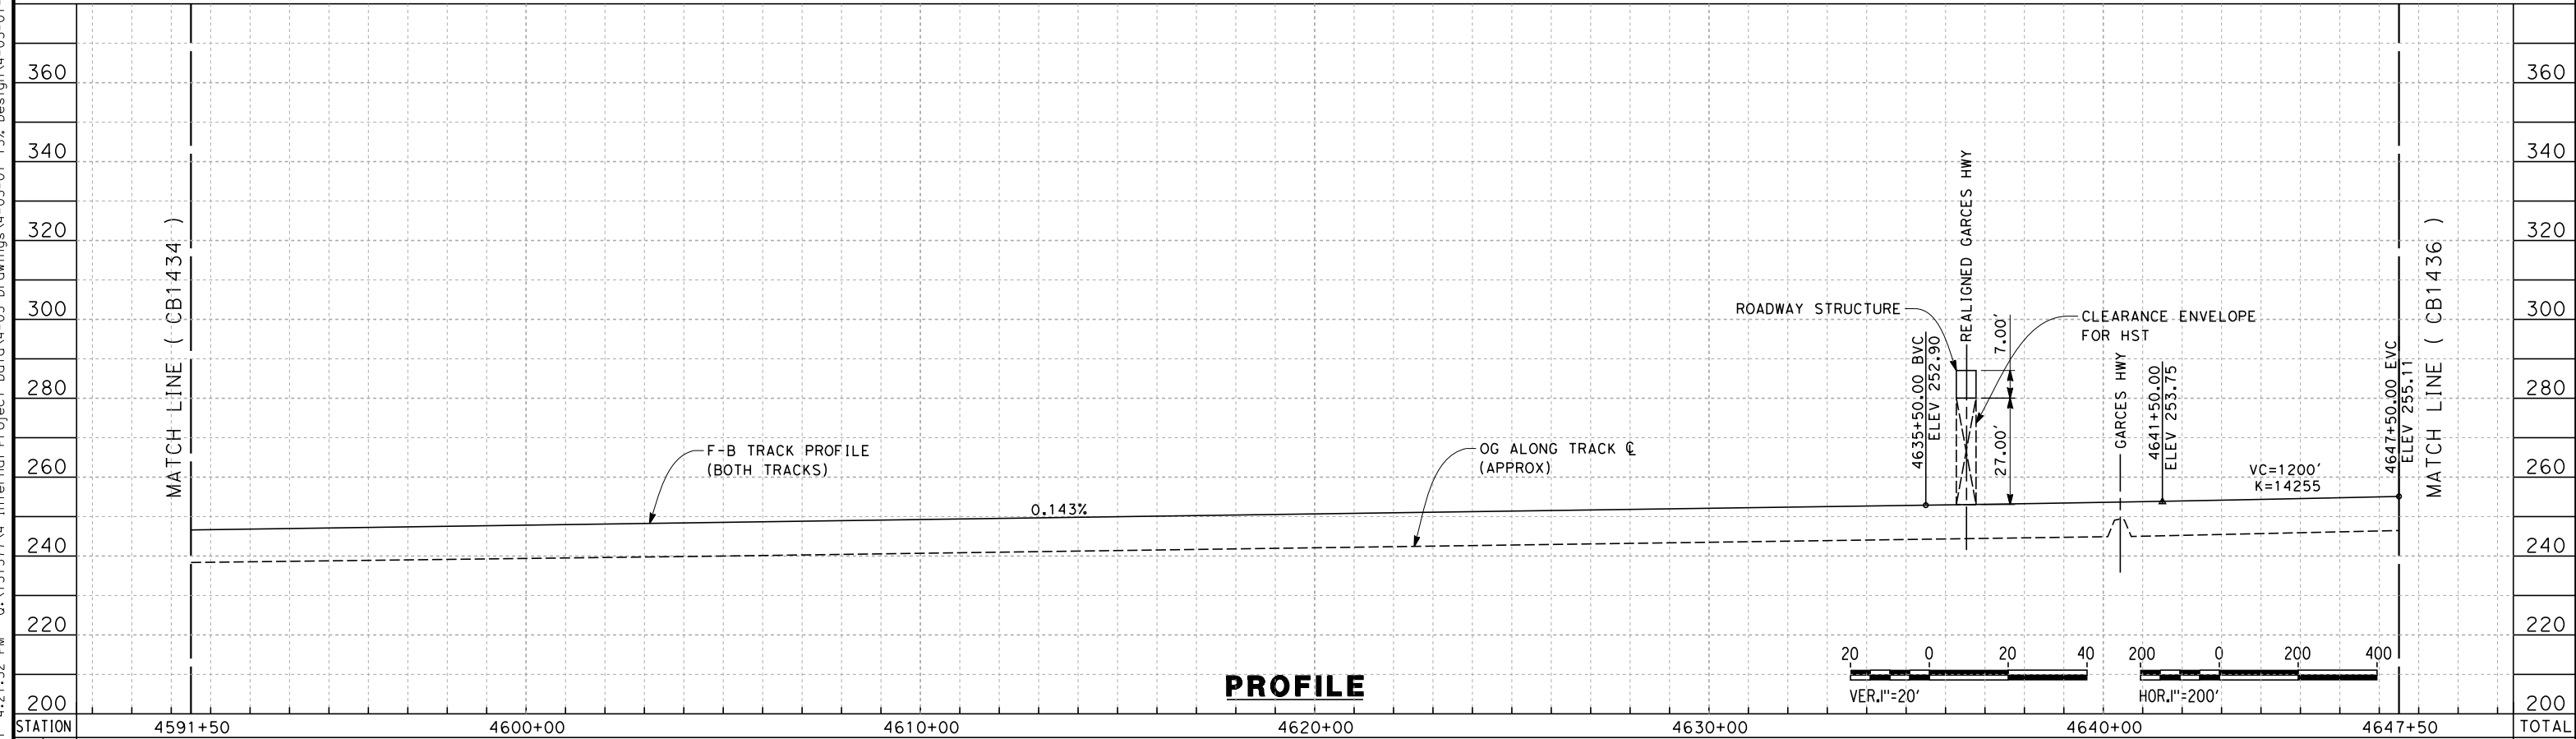 360
340
320
300
280
260
240
220
200
MATCH LINE ( CB1434 )
F-B TRACK PROFILE
(BOTH TRACKS)
0.143%
OG ALONG TRACK ℄
(APPROX)
ROADWAY STRUCTURE
4635+50.00 BVC
ELEV 252.90
REALIGNED GARCES HWY
7.00'
27.00'
CLEARANCE ENVELOPE
FOR HST
GARCES HWY
4641+50.00
ELEV 253.75
VC=1200'
K=14255
4647+50.00 EVC
ELEV 255.11
MATCH LINE ( CB1436 )
360
340
320
300
280
260
240
220
200
PROFILE
20 0 20 40
VER.1"=20'
200 0 200 400
HOR.1"=200'
STATION 4591+50 4600+00 4610+00 4620+00 4630+00 4640+00 4647+50 TOTAL